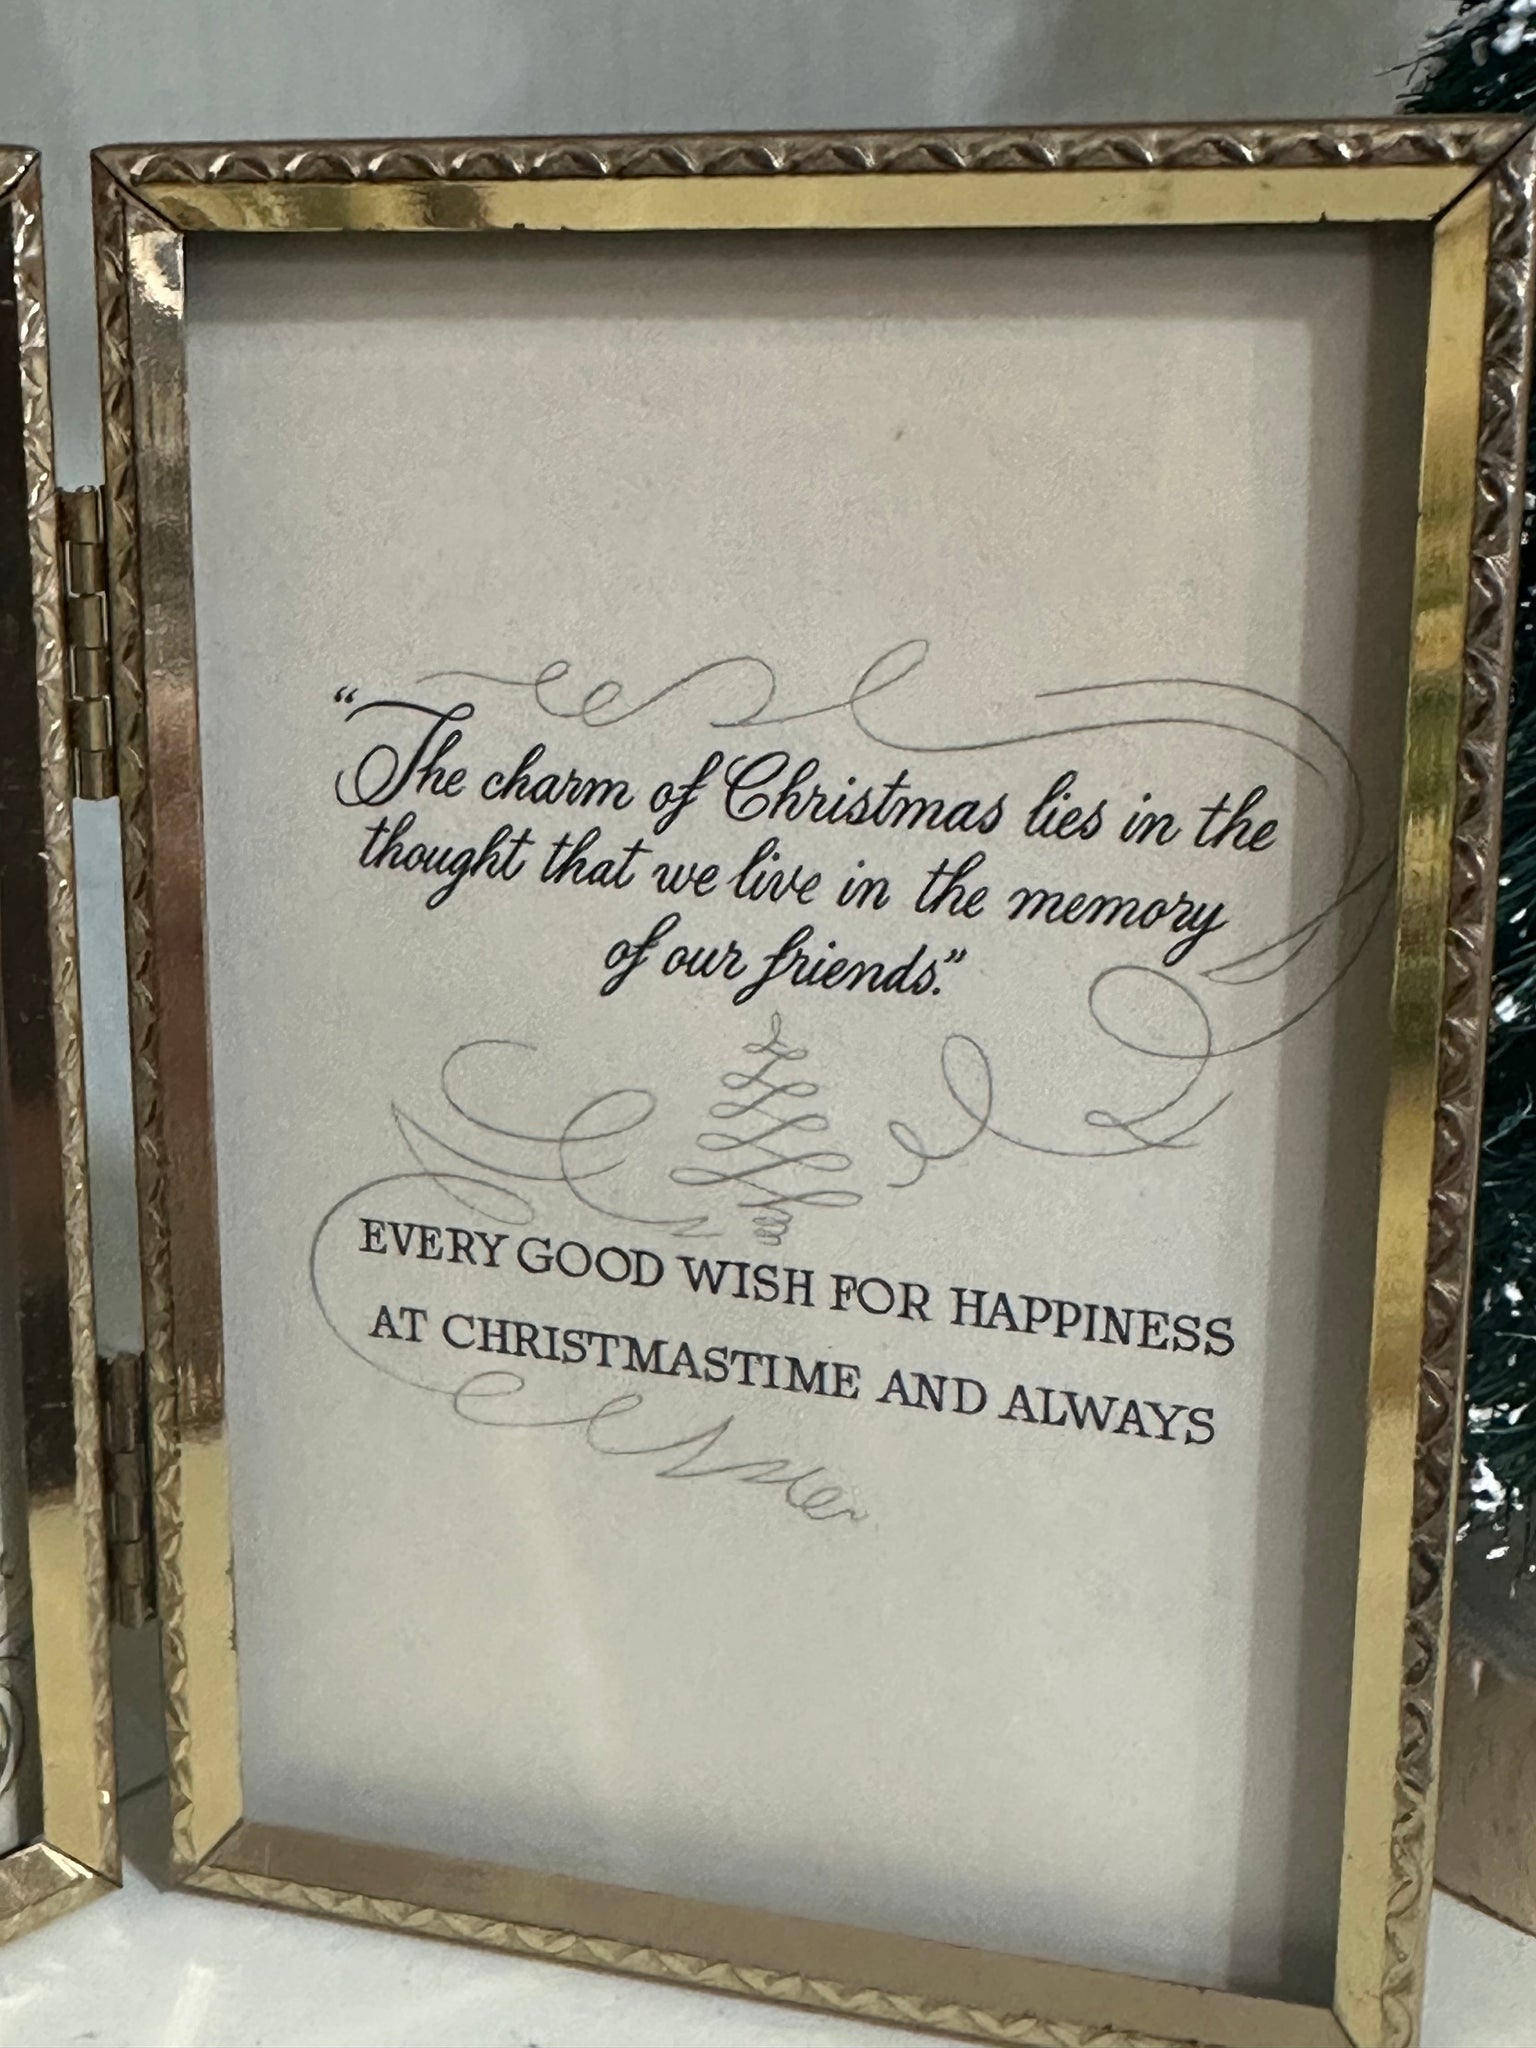 “The charm of Christmas lies in the
thought that we live in the memory
of our friends.”
EVERY GOOD WISH FOR HAPPINESS
AT CHRISTMASTIME AND ALWAYS